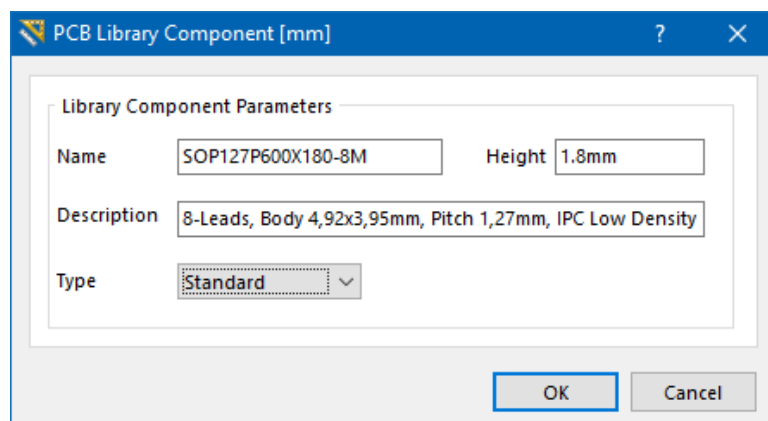 PCB Library Component [mm] ?
Library Component Parameters
Name SOP127P600X180-8M Height 1.8mm
Description 8-Leads, Body 4,92x3,95mm, Pitch 1,27mm, IPC Low Density
Type Standard
OK Cancel